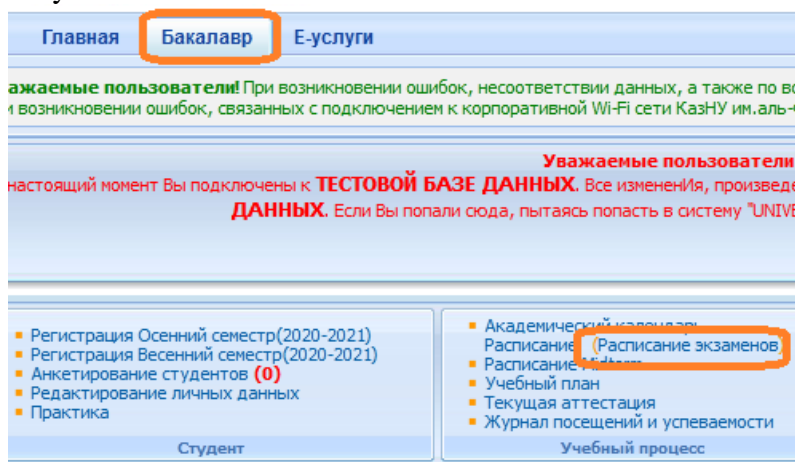 Главная Бакалавр Е-услуги
ажаемые пользователи! При возникновении ошибок, несоответствии данных, а также по во
и возникновении ошибок, связанных с подключением к корпоративной Wi-Fi сети КазНУ им.аль-
Уважаемые пользователи
настоящий момент Вы подключены к ТЕСТОВОЙ БАЗЕ ДАННЫХ. Все измененИя, произведе
ДАННЫХ. Если Вы попали сюда, пытаясь попасть в систему "UNIVE
Регистрация Осенний семестр(2020-2021)
Регистрация Весенний семестр(2020-2021)
Анкетирование студентов (0)
Редактирование личных данных
Практика
Студент
Академический календарь
Расписание (Расписание экзаменов)
Расписание Midterm
Учебный план
Текущая аттестация
Журнал посещений и успеваемости
Учебный процесс